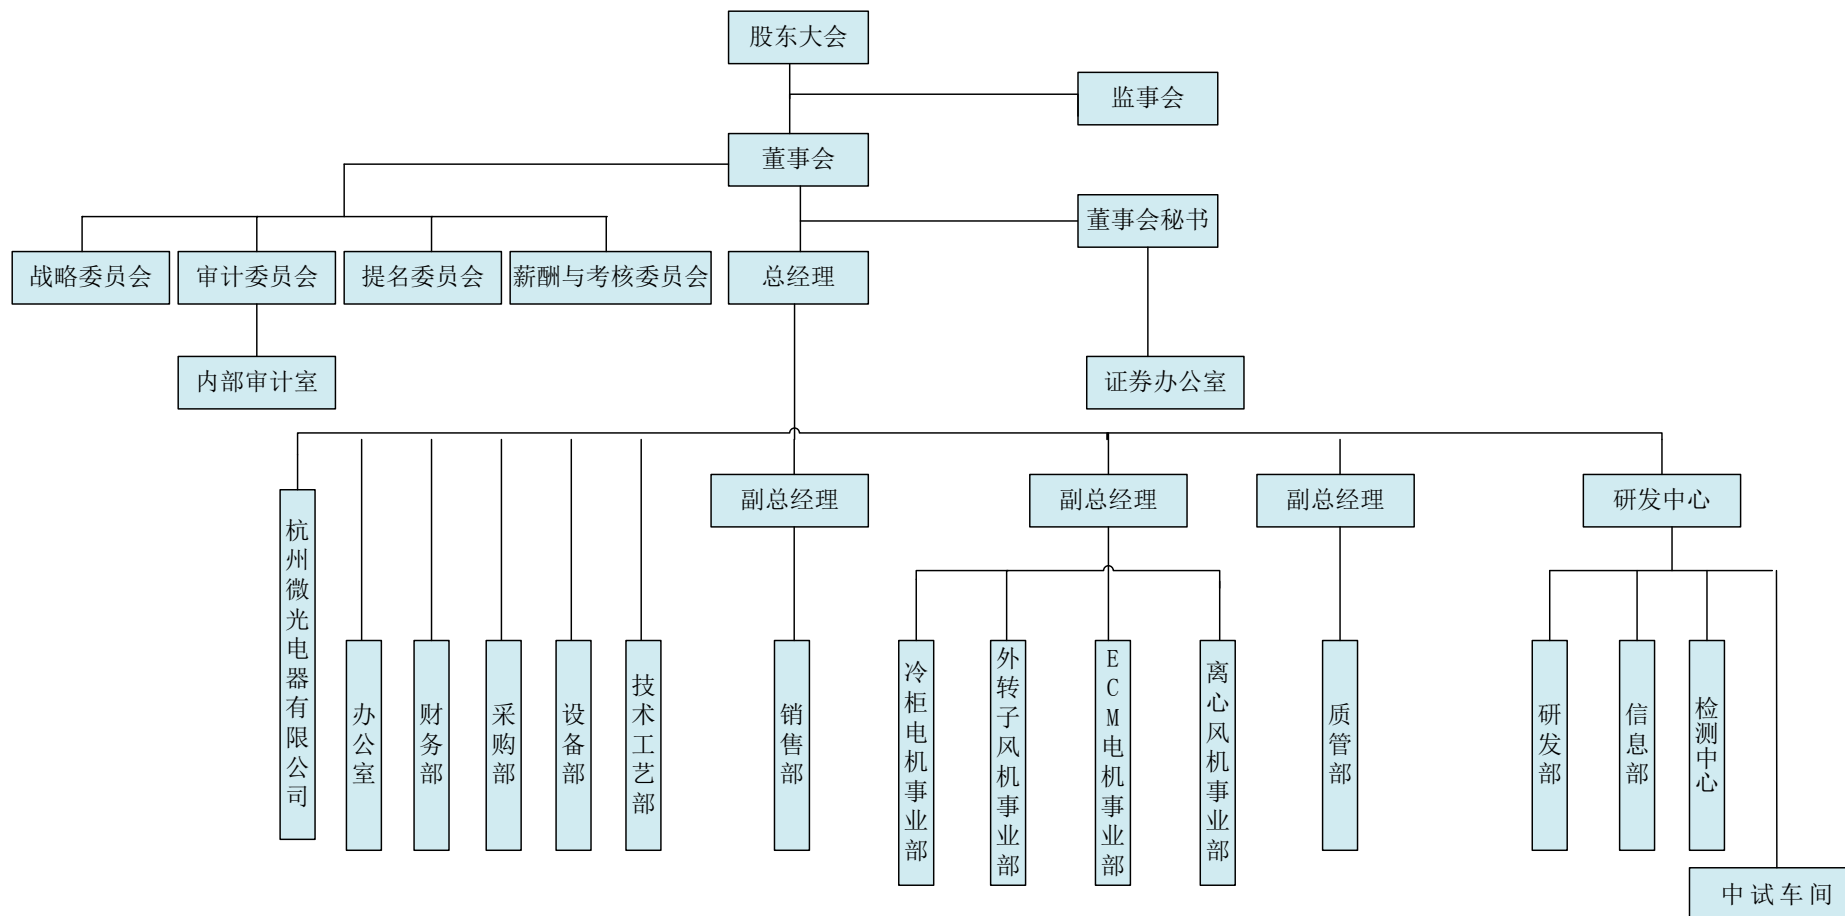 股东大会
监事会
董事会
董事会秘书
战略委员会
审计委员会
提名委员会
薪酬与考核委员会
总经理
内部审计室
证券办公室
副总经理
副总经理
副总经理
研发中心
杭州微光电器有限公司
办公室
财务部
采购部
设备部
技术工艺部
销售部
冷柜电机事业部
外转子风机事业部
ECM电机事业部
离心风机事业部
质管部
研发部
信息部
检测中心
中试车间